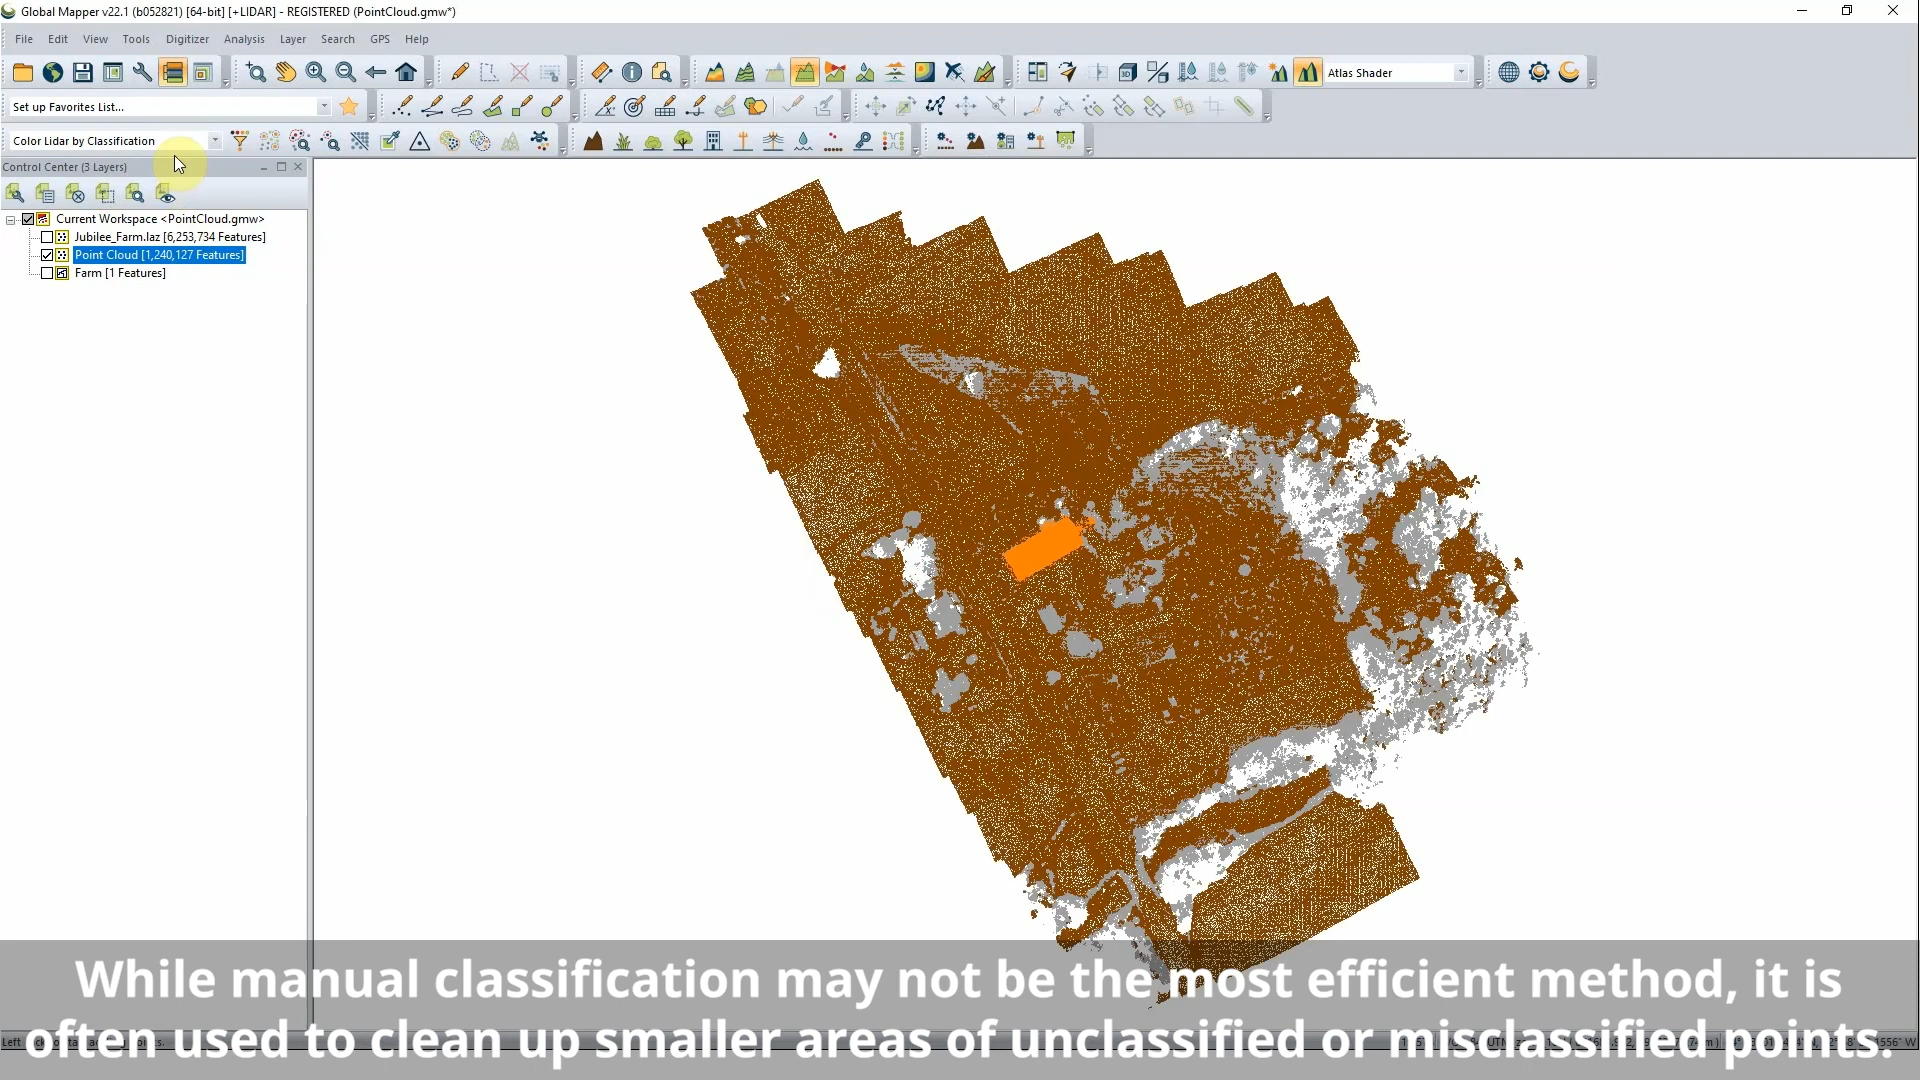 Global Mapper v22.1 (b052821) [64-bit] [+LIDAR] - REGISTERED (PointCloud.gmw*)
File Edit View Tools Digitizer Analysis Layer Search GPS Help
Atlas Shader
Set up Favorites List...
Color Lidar by Classification
Control Center (3 Layers)
Current Workspace <PointCloud.gmw>
Jubilee_Farm.laz [6,253,734 Features]
Point Cloud [1,240,127 Features]
Farm [1 Features]
While manual classification may not be the most efficient method, it is
often used to clean up smaller areas of unclassified or misclassified points.